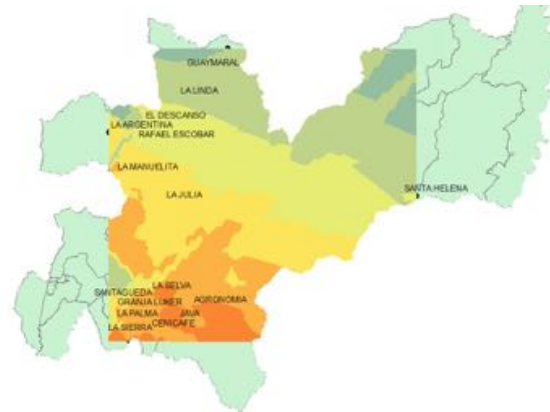 GUAYMARAL
LA LINDA
EL DESCANSO
LA ARGENTINA
RAFAEL ESCOBAR
LA MANUELITA
LA JULIA
SANTA HELENA
LA SELVA
SANTAGUEDA
GRANJA LUKER
AGRONOMIA
LA PALMA
JAVA
CENICAFE
LA SIERRA